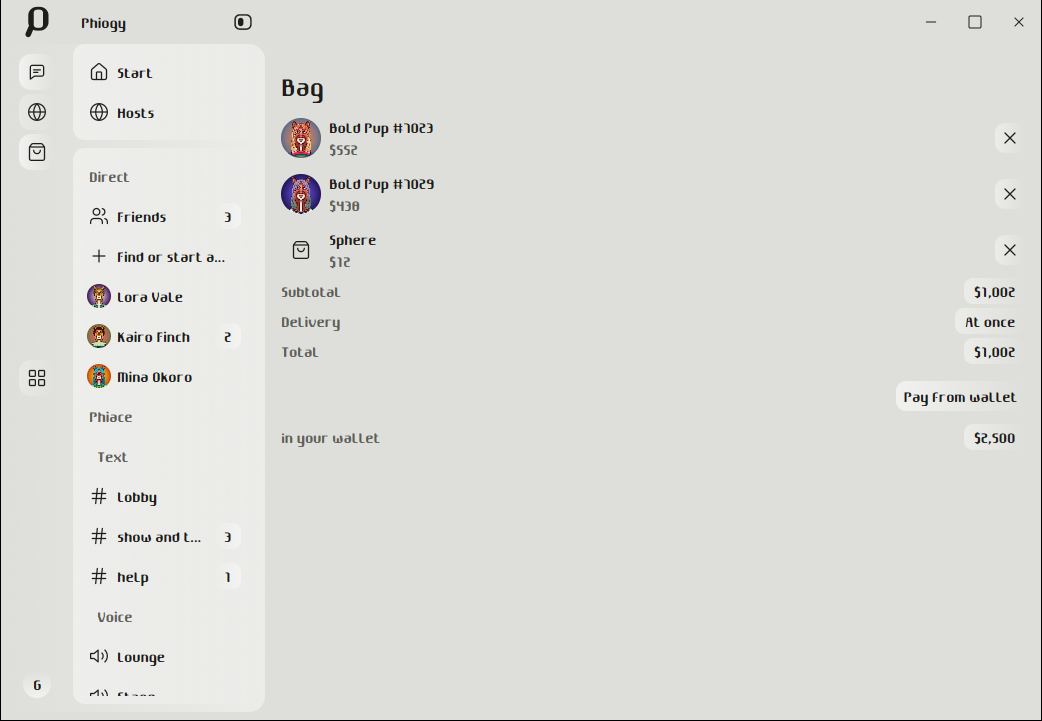 Phiogy
Start
Hosts
Direct
Friends 3
Find or start a...
Lora Vale
Kairo Finch 2
Mina Okoro
Phiace
Text
Lobby
show and t... 3
help 1
Voice
Lounge
Stage
G
Bag
Bold Pup #7023
$552
Bold Pup #7029
$438
Sphere
$12
Subtotal $1,002
Delivery At once
Total $1,002
Pay from wallet
in your wallet $2,500